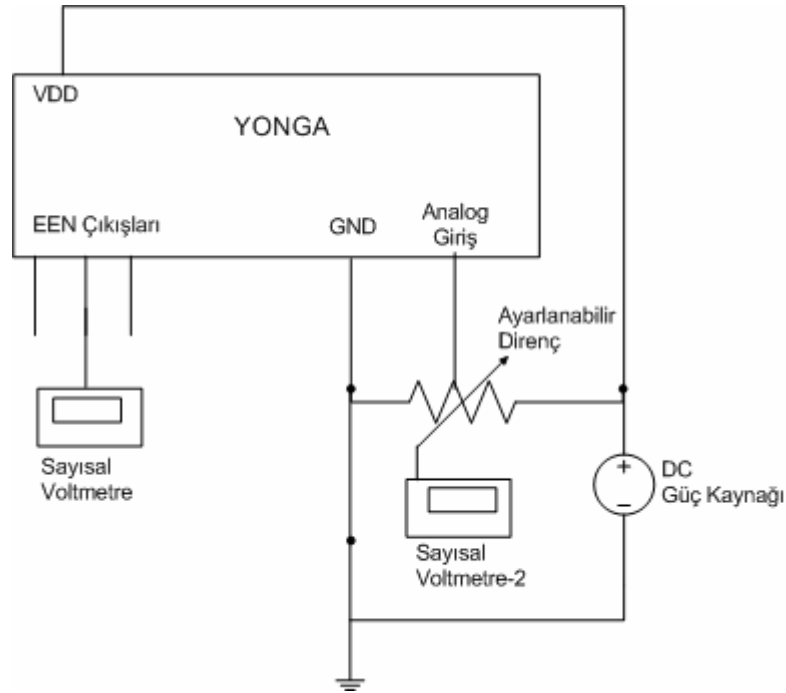 VDD
YONGA
EEN Çıkışları
GND
Analog
Giriş
Ayarlanabilir
Direnç
Sayısal
Voltmetre
DC
Güç Kaynağı
Sayısal
Voltmetre-2